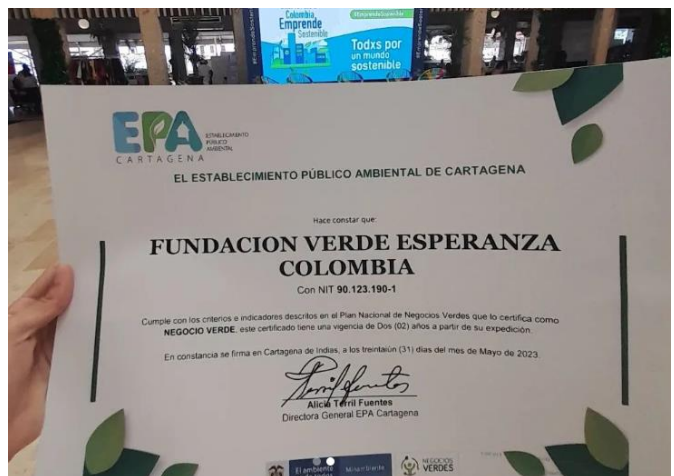 Colombia
Emprende
Sostenible
Todxs por
un mundo
sostenible
EPA
CARTAGENA
ESTABLECIMIENTO
PÚBLICO
AMBIENTAL
EL ESTABLECIMIENTO PÚBLICO AMBIENTAL DE CARTAGENA
Hace constar que:
FUNDACION VERDE ESPERANZA
COLOMBIA
Con NIT 90.123.190-1
Cumple con los criterios e indicadores descritos en el Plan Nacional de Negocios Verdes que lo certifica como
NEGOCIO VERDE, este certificado tiene una vigencia de Dos (02) años a partir de su expedición.
En constancia se firma en Cartagena de Indias, a los treintaiún (31) días del mes de Mayo de 2023.
Alicia Terril Fuentes
Directora General EPA Cartagena
El ambiente
Minambiente
NEGOCIOS
VERDES